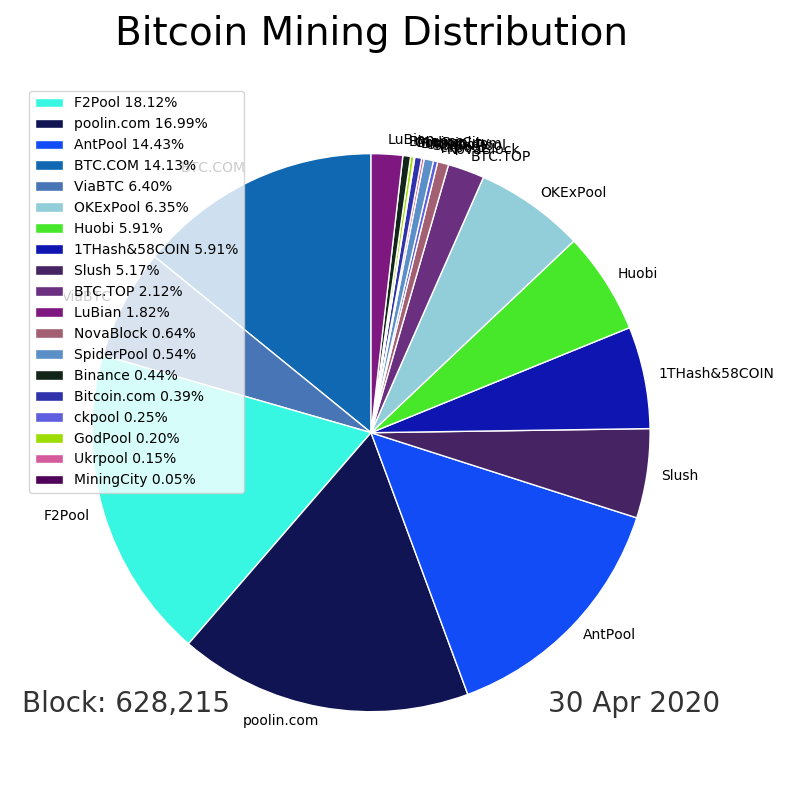 Bitcoin Mining Distribution
F2Pool 18.12%
poolin.com 16.99%
AntPool 14.43%
BTC.COM 14.13%
ViaBTC 6.40%
OKExPool 6.35%
Huobi 5.91%
1THash&58COIN 5.91%
Slush 5.17%
BTC.TOP 2.12%
LuBian 1.82%
NovaBlock 0.64%
SpiderPool 0.54%
Binance 0.44%
Bitcoin.com 0.39%
ckpool 0.25%
GodPool 0.20%
Ukrpool 0.15%
MiningCity 0.05%
LuBian
BTC.TOP
OKExPool
Huobi
1THash&58COIN
Slush
AntPool
poolin.com
F2Pool
ViaBTC
BTC.COM
Block: 628,215
30 Apr 2020